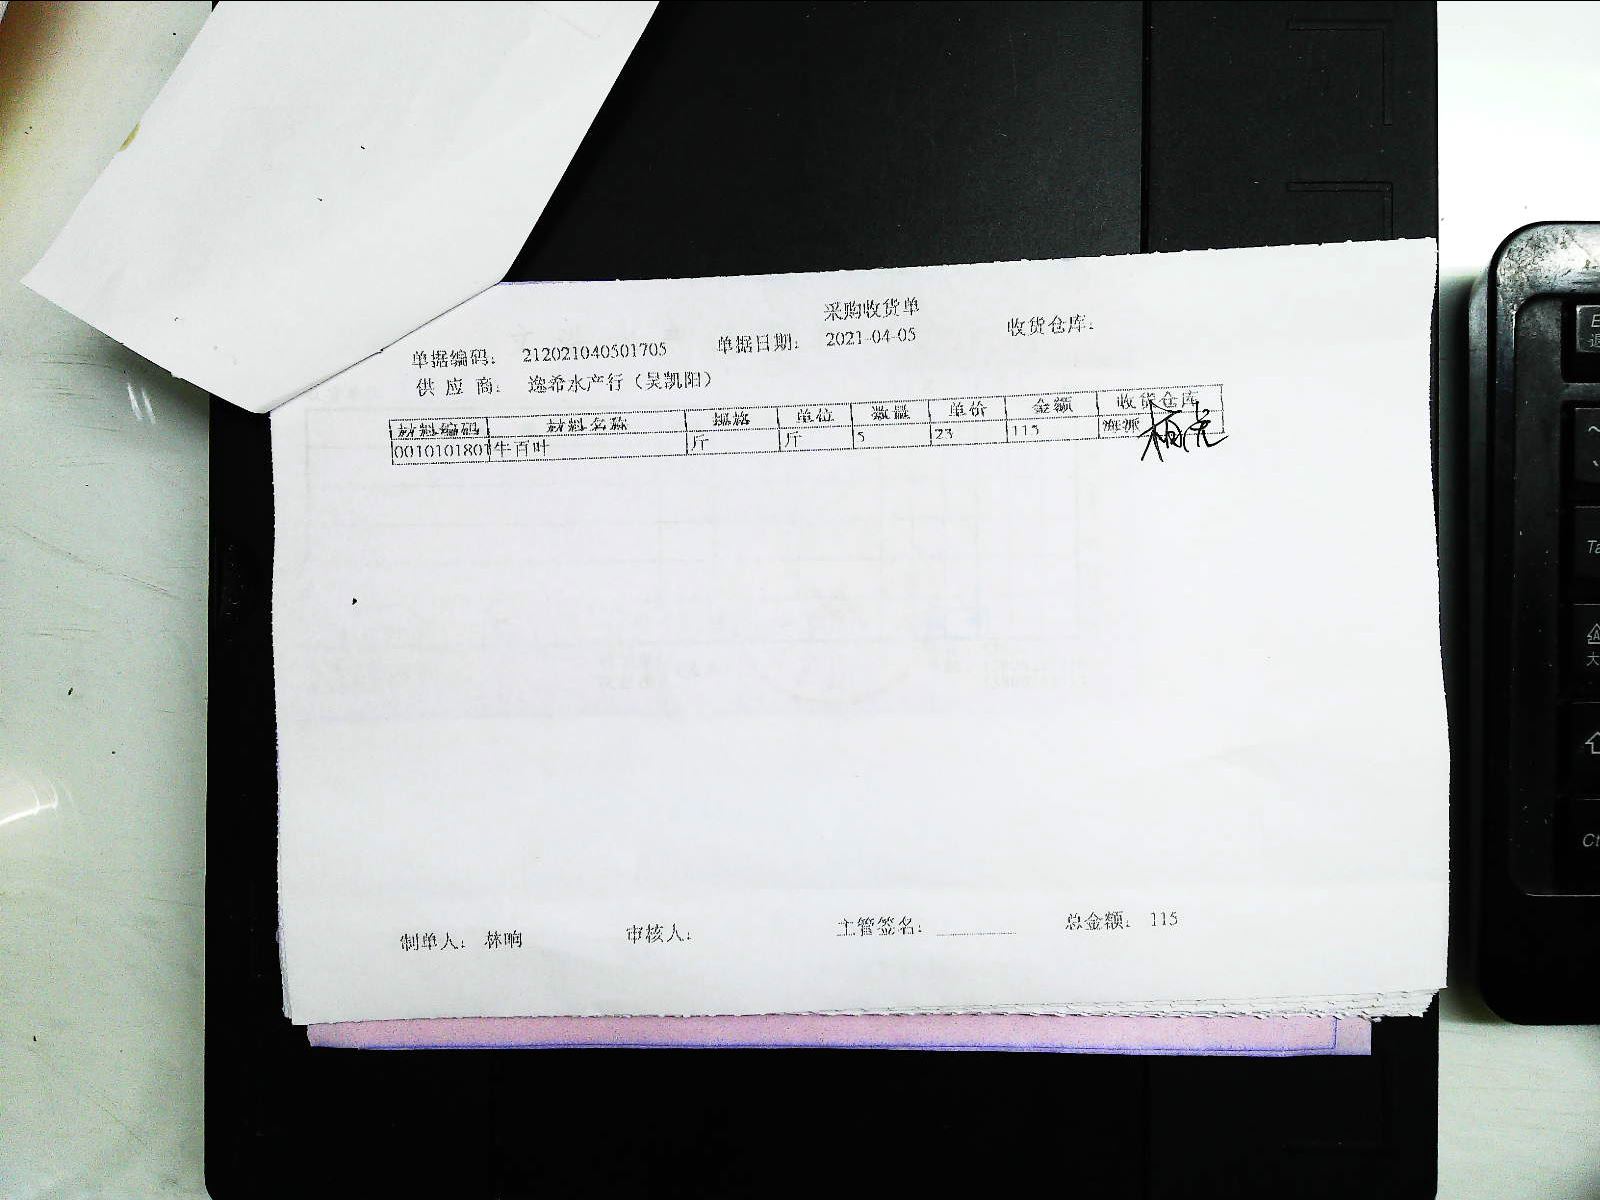 采购收货单
单据编码： 212021040501705 单据日期： 2021-04-05 收货仓库：
供 应 商： 逸希水产行（吴凯阳）
材料编码 材料名称 规格 单位 数量 单价 金额 收货仓库
0010101801 牛百叶 斤 斤 5 23 115
制单人： 林响 审核人： 主管签名： 总金额： 115